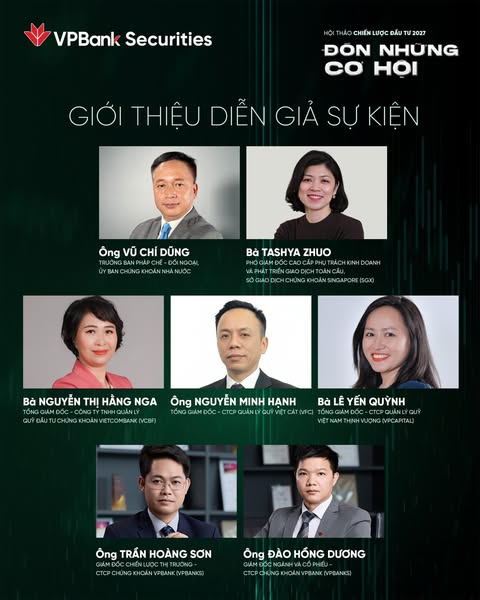 VPBank Securities
HỘI THẢO CHIẾN LƯỢC ĐẦU TƯ 2027
ĐÓN NHỮNG
CƠ HỘI
GIỚI THIỆU DIỄN GIẢ SỰ KIỆN
Ông VŨ CHÍ DŨNG
TRƯỞNG BAN PHÁP CHẾ - ĐỐI NGOẠI,
ỦY BAN CHỨNG KHOÁN NHÀ NƯỚC
Bà TASHYA ZHUO
PHÓ GIÁM ĐỐC CAO CẤP PHỤ TRÁCH KINH DOANH
VÀ PHÁT TRIỂN GIAO DỊCH TOÀN CẦU,
SỞ GIAO DỊCH CHỨNG KHOÁN SINGAPORE (SGX)
Bà NGUYỄN THỊ HẰNG NGA
TỔNG GIÁM ĐỐC - CÔNG TY TNHH QUẢN LÝ
QUỸ ĐẦU TƯ CHỨNG KHOÁN VIETCOMBANK (VCBF)
Ông NGUYỄN MINH HẠNH
TỔNG GIÁM ĐỐC - CTCP QUẢN LÝ QUỸ VIỆT CÁT (VFC)
Bà LÊ YẾN QUỲNH
TỔNG GIÁM ĐỐC - CTCP QUẢN LÝ QUỸ
VIỆT NAM THỊNH VƯỢNG (VPCAPITAL)
Ông TRẦN HOÀNG SƠN
GIÁM ĐỐC CHIẾN LƯỢC THỊ TRƯỜNG -
CTCP CHỨNG KHOÁN VPBANK (VPBANKS)
Ông ĐÀO HỒNG DƯƠNG
GIÁM ĐỐC NGÀNH VÀ CỔ PHIẾU -
CTCP CHỨNG KHOÁN VPBANK (VPBANKS)